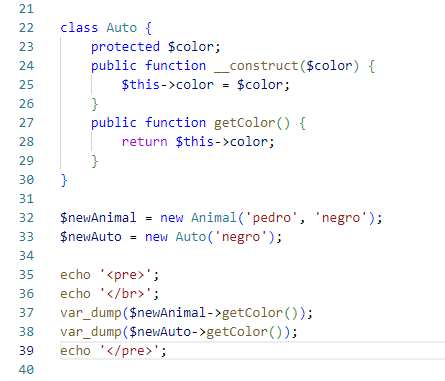 21
22 class Auto {
23     protected $color;
24     public function __construct($color) {
25         $this->color = $color;
26     }
27     public function getColor() {
28         return $this->color;
29     }
30 }
31
32 $newAnimal = new Animal('pedro', 'negro');
33 $newAuto = new Auto('negro');
34
35 echo '<pre>';
36 echo '</br>';
37 var_dump($newAnimal->getColor());
38 var_dump($newAuto->getColor());
39 echo '</pre>';
40